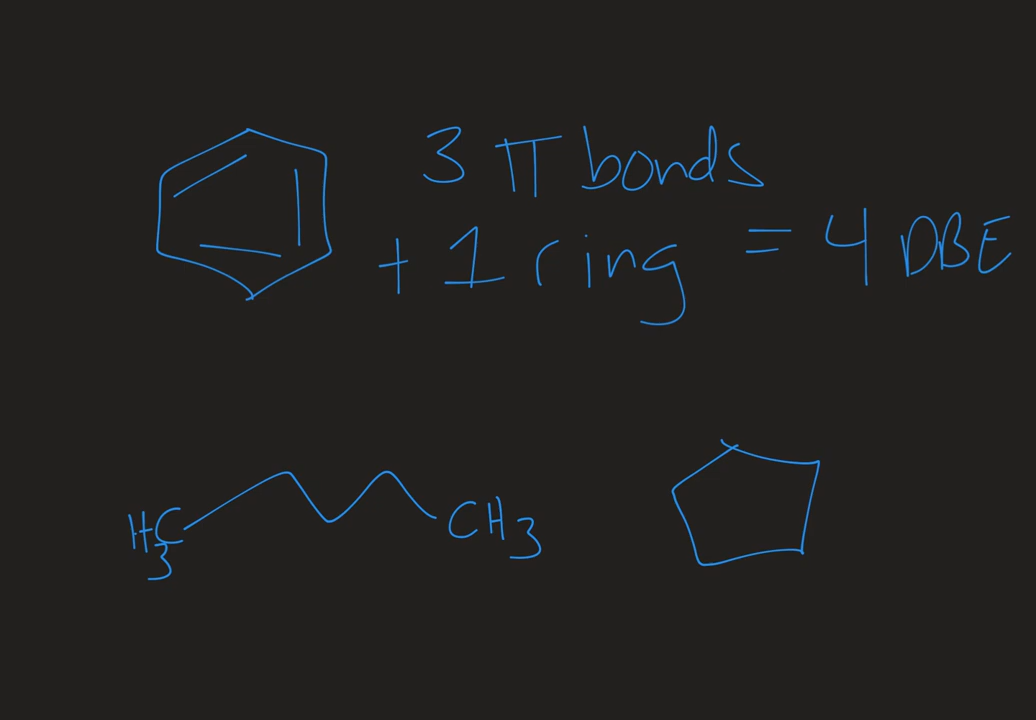 3 π bonds
+ 1 ring = 4 DBE
H3C CH3